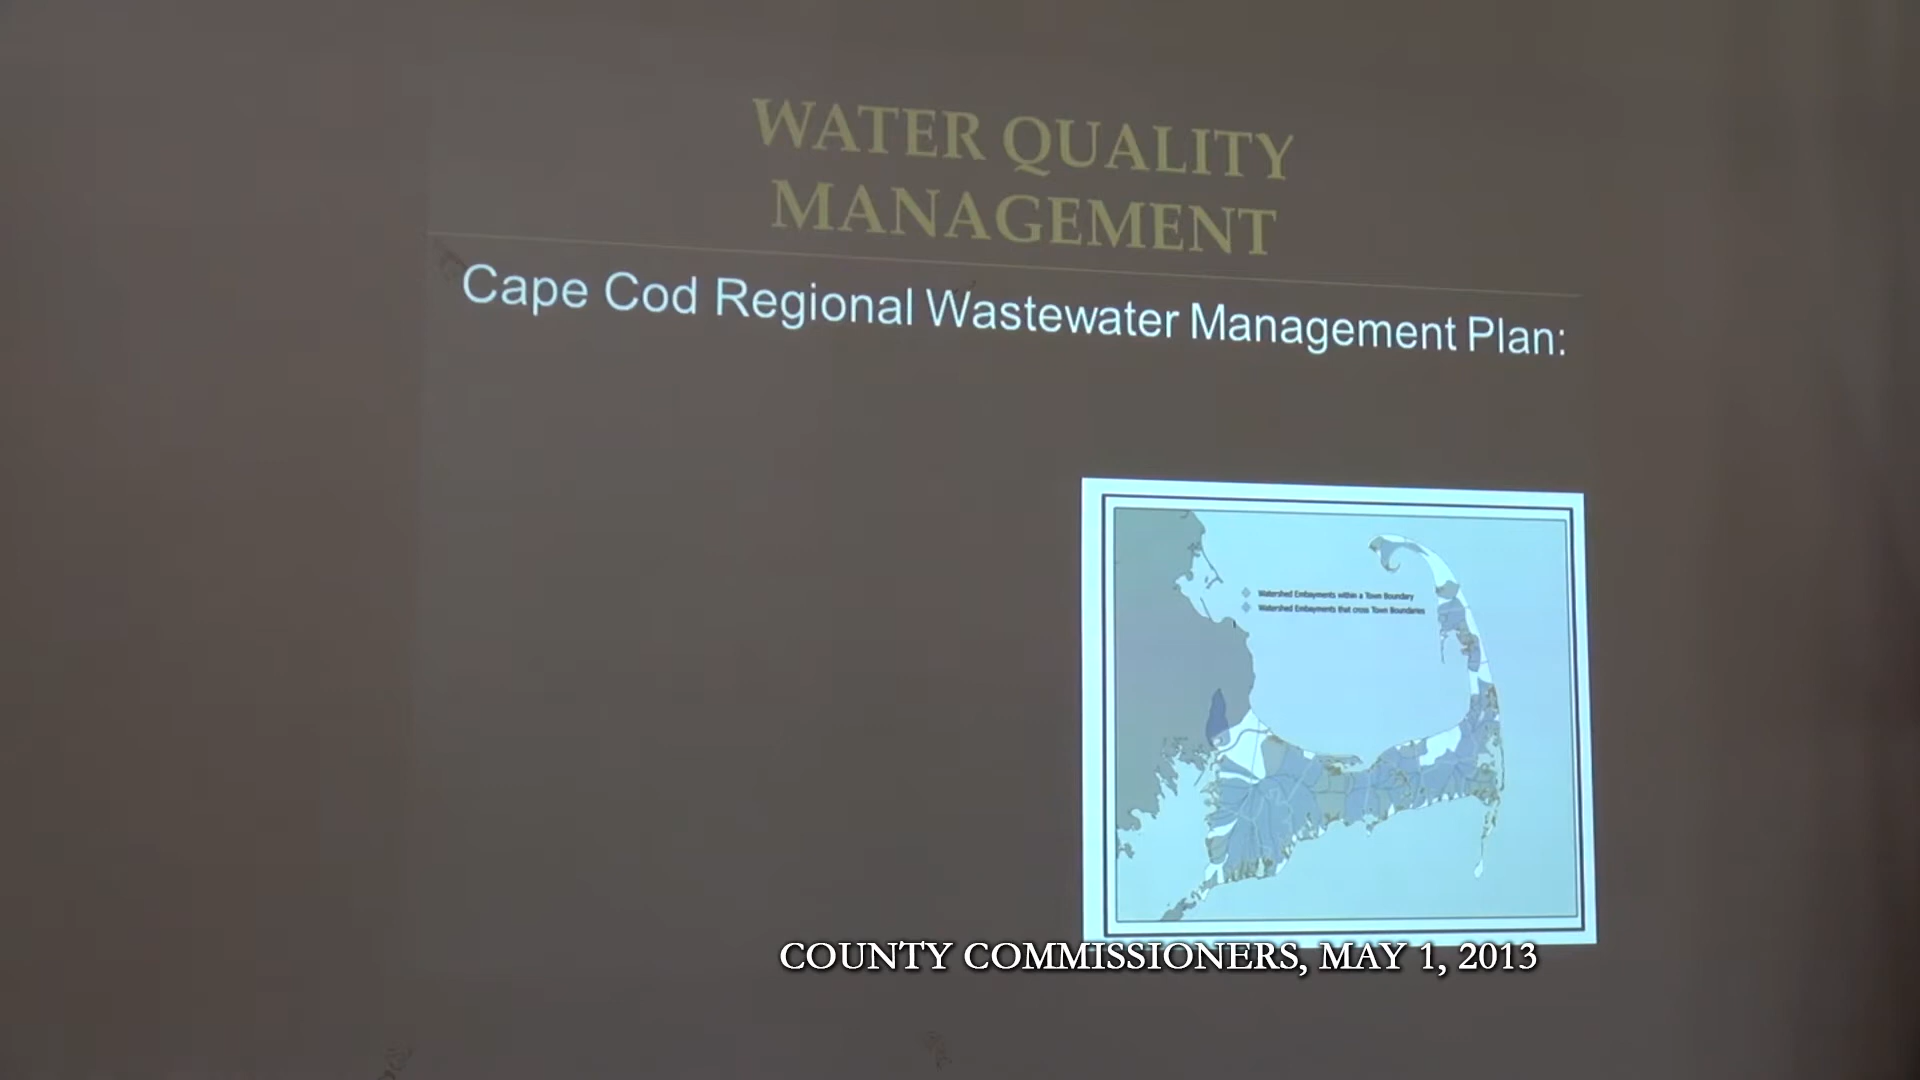 WATER QUALITY
MANAGEMENT
Cape Cod Regional Wastewater Management Plan:
Watershed Embayments within a Town Boundary
Watershed Embayments that cross Town Boundaries
COUNTY COMMISSIONERS, MAY 1, 2013